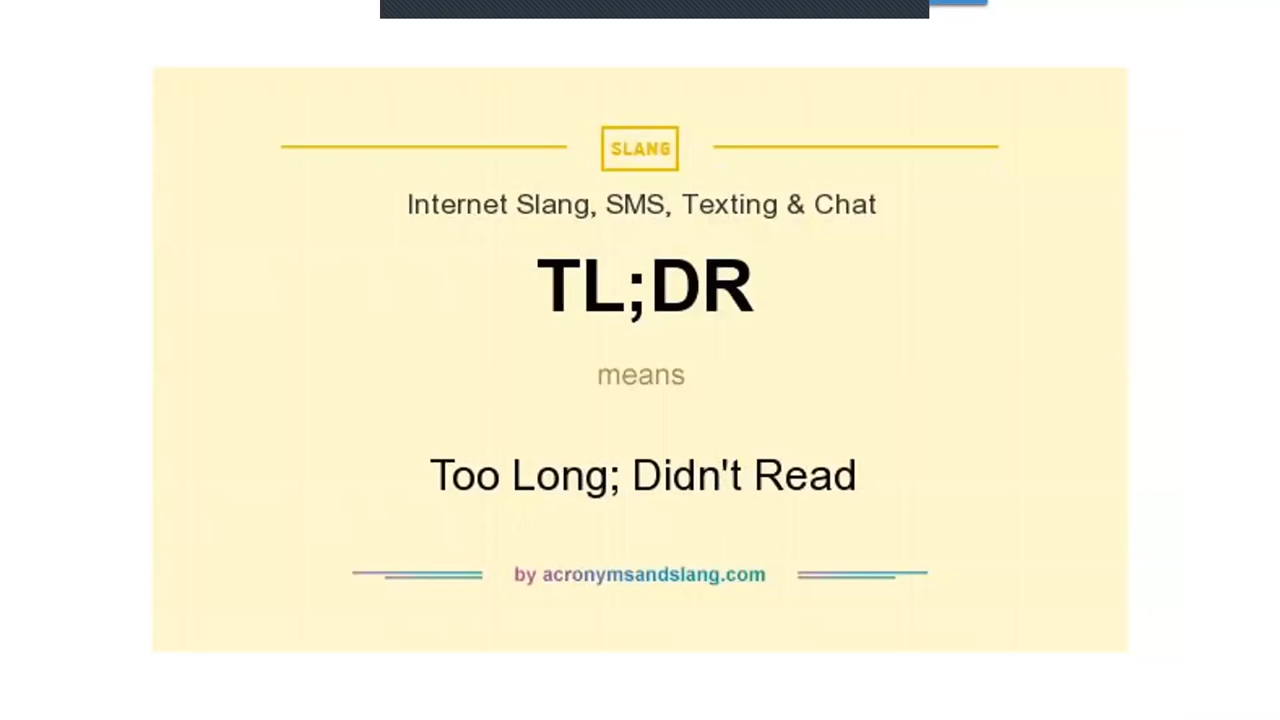 SLANG
Internet Slang, SMS, Texting & Chat
TL;DR
means
Too Long; Didn't Read
by acronymsandslang.com